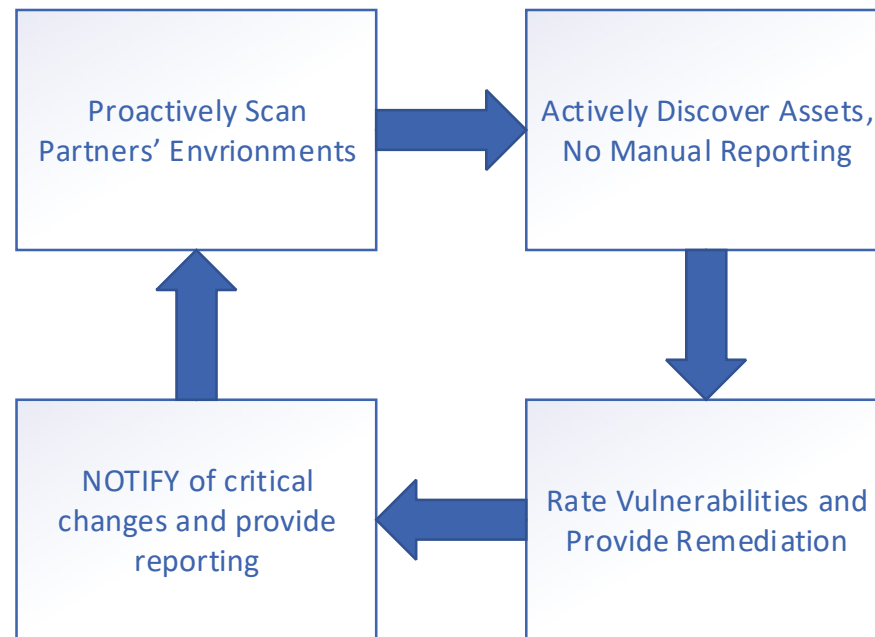 Proactively Scan
Partners’ Envrionments
Actively Discover Assets,
No Manual Reporting
NOTIFY of critical
changes and provide
reporting
Rate Vulnerabilities and
Provide Remediation